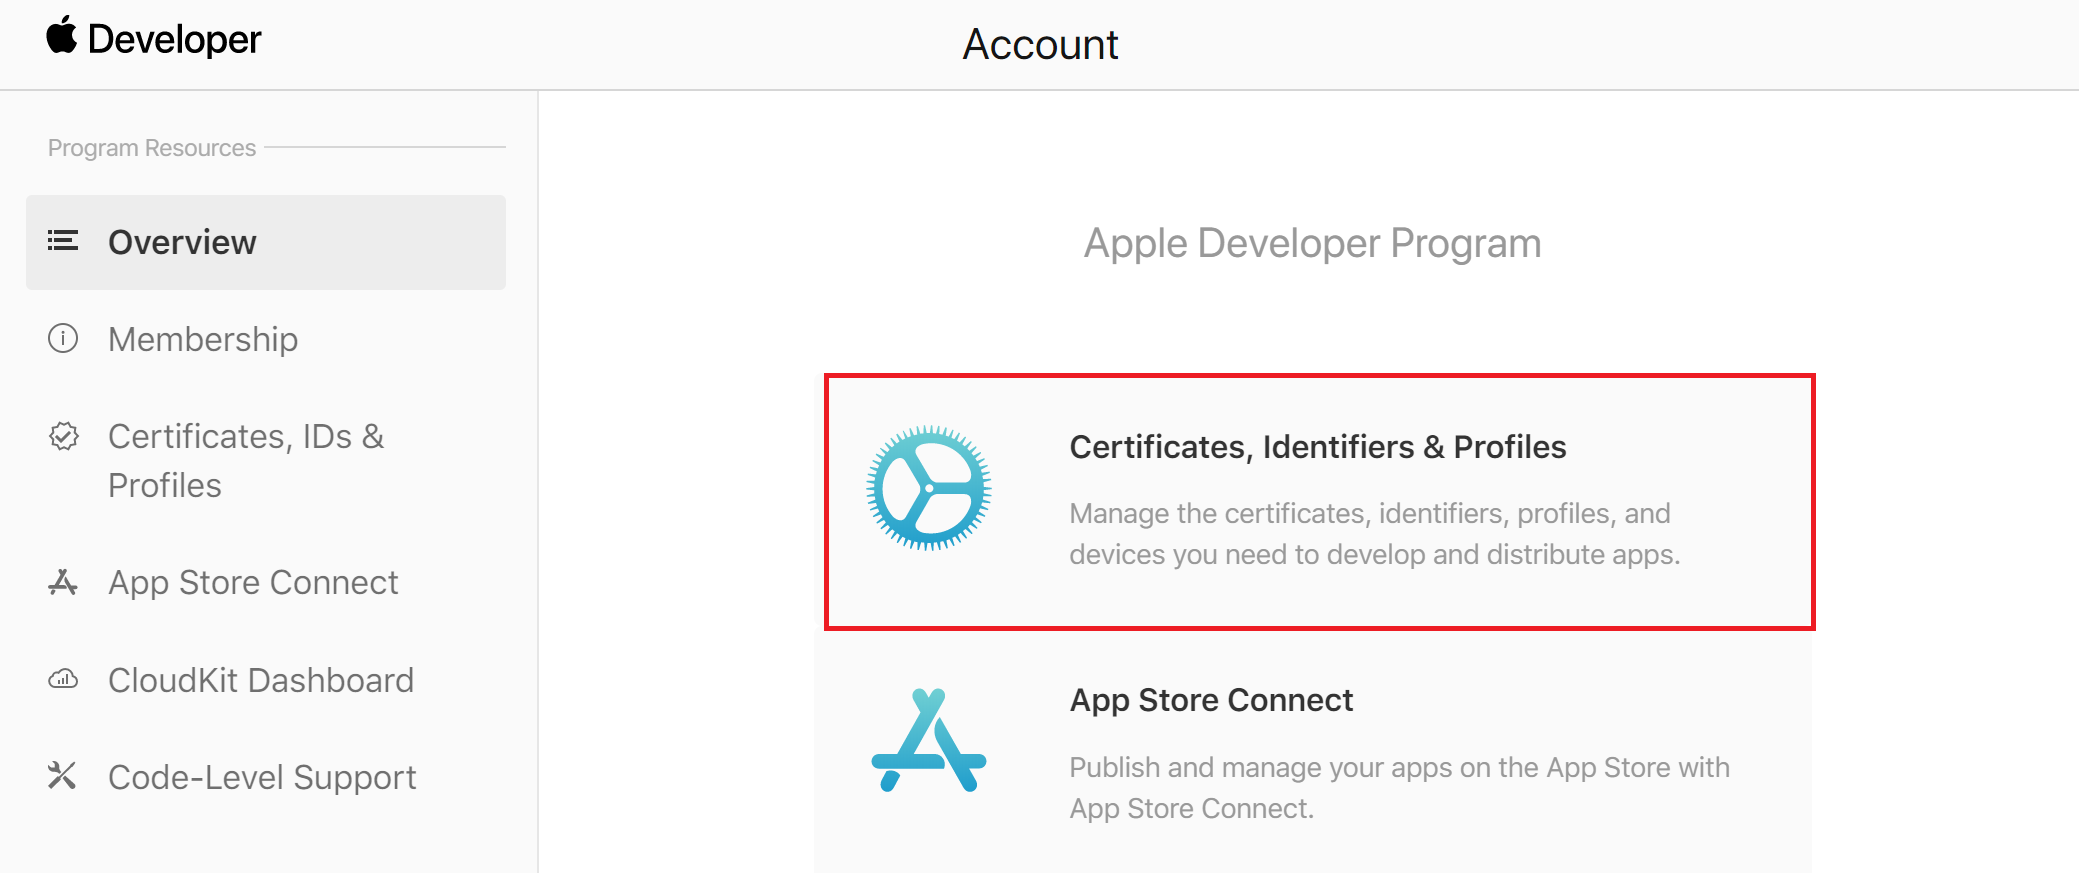 Developer
Account
Program Resources
Overview
Membership
Certificates, IDs &
Profiles
App Store Connect
CloudKit Dashboard
Code-Level Support
Apple Developer Program
Certificates, Identifiers & Profiles
Manage the certificates, identifiers, profiles, and
devices you need to develop and distribute apps.
App Store Connect
Publish and manage your apps on the App Store with
App Store Connect.